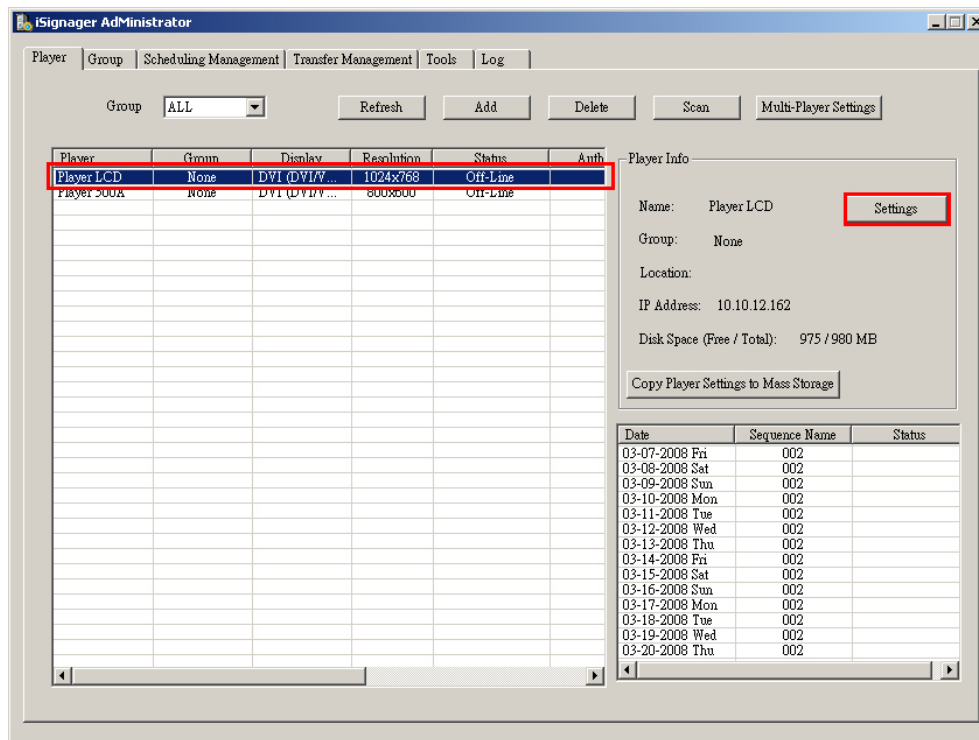 iSignager AdMinistrator
Player Group Scheduling Management Transfer Management Tools Log
Group ALL Refresh Add Delete Scan Multi-Player Settings
Player Group Display Resolution Status Auth
Player LCD None DVI (DVI/V... 1024x768 Off-Line
Player 500A None DVI (DVI/V... 800x600 Off-Line
Player Info
Name: Player LCD Settings
Group: None
Location:
IP Address: 10.10.12.162
Disk Space (Free / Total): 975 / 980 MB
Copy Player Settings to Mass Storage
Date Sequence Name Status
03-07-2008 Fri 002
03-08-2008 Sat 002
03-09-2008 Sun 002
03-10-2008 Mon 002
03-11-2008 Tue 002
03-12-2008 Wed 002
03-13-2008 Thu 002
03-14-2008 Fri 002
03-15-2008 Sat 002
03-16-2008 Sun 002
03-17-2008 Mon 002
03-18-2008 Tue 002
03-19-2008 Wed 002
03-20-2008 Thu 002